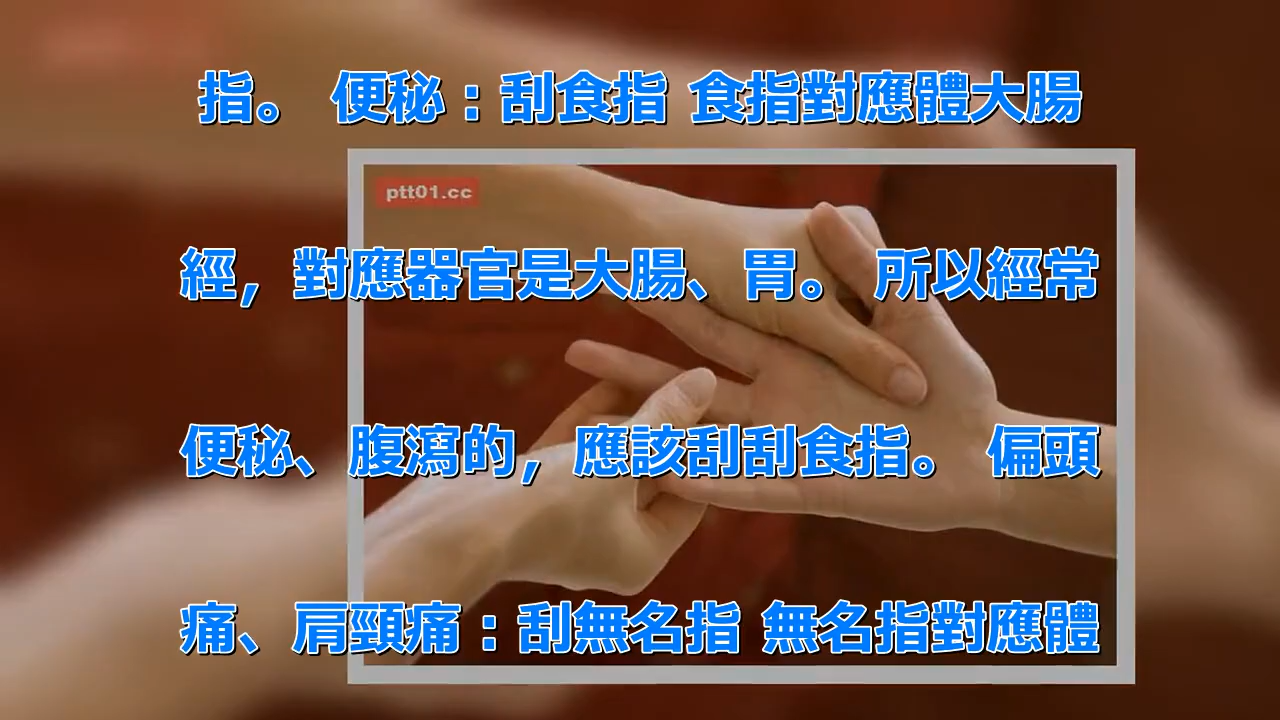 指。 便秘：刮食指 食指對應體大腸
ptt01.cc
經，對應器官是大腸、胃。 所以經常
便秘、腹瀉的，應該刮刮食指。 偏頭
痛、肩頸痛：刮無名指 無名指對應體